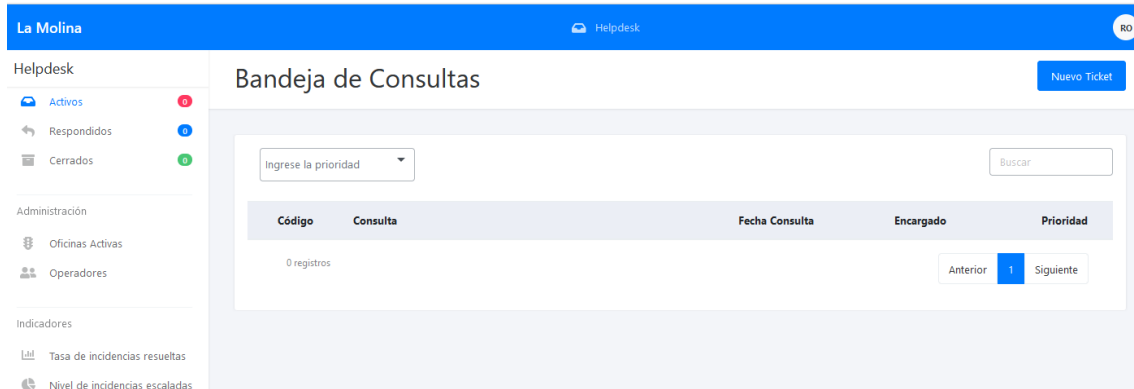 La Molina
Helpdesk
RO
Helpdesk
Activos 0
Respondidos 0
Cerrados 0
Administración
Oficinas Activas
Operadores
Indicadores
Tasa de incidencias resueltas
Nivel de incidencias escaladas
Bandeja de Consultas
Nuevo Ticket
Ingrese la prioridad
Buscar
Código Consulta Fecha Consulta Encargado Prioridad
0 registros
Anterior 1 Siguiente